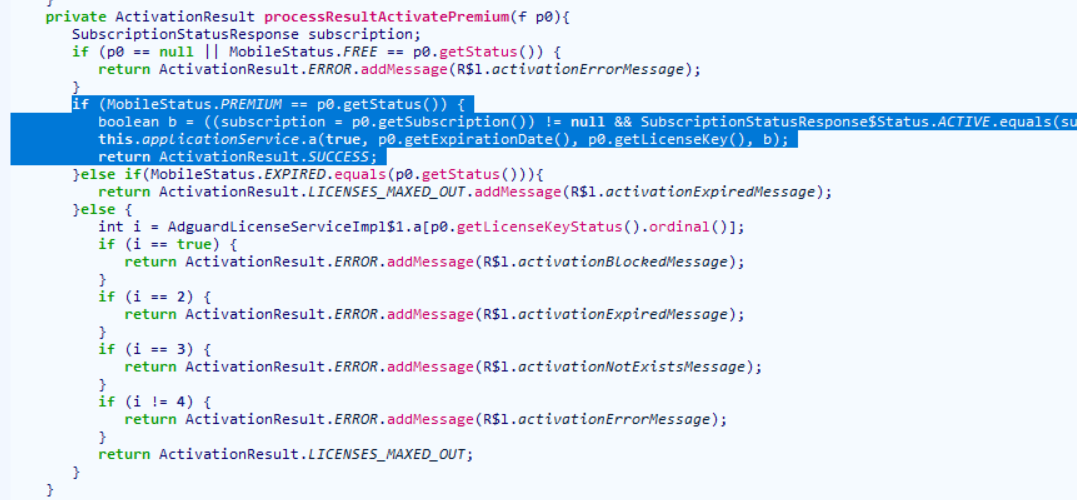 }
private ActivationResult processResultActivatePremium(f p0){
SubscriptionStatusResponse subscription;
if (p0 == null || MobileStatus.FREE == p0.getStatus()) {
return ActivationResult.ERROR.addMessage(R$l.activationErrorMessage);
}
if (MobileStatus.PREMIUM == p0.getStatus()) {
boolean b = ((subscription = p0.getSubscription()) != null && SubscriptionStatusResponse$Status.ACTIVE.equals(su
this.applicationService.a(true, p0.getExpirationDate(), p0.getLicenseKey(), b);
return ActivationResult.SUCCESS;
}else if(MobileStatus.EXPIRED.equals(p0.getStatus())){
return ActivationResult.LICENSES_MAXED_OUT.addMessage(R$l.activationExpiredMessage);
}else {
int i = AdguardLicenseServiceImpl$1.a[p0.getLicenseKeyStatus().ordinal()];
if (i == true) {
return ActivationResult.ERROR.addMessage(R$l.activationBlockedMessage);
}
if (i == 2) {
return ActivationResult.ERROR.addMessage(R$l.activationExpiredMessage);
}
if (i == 3) {
return ActivationResult.ERROR.addMessage(R$l.activationNotExistsMessage);
}
if (i != 4) {
return ActivationResult.ERROR.addMessage(R$l.activationErrorMessage);
}
return ActivationResult.LICENSES_MAXED_OUT;
}
}